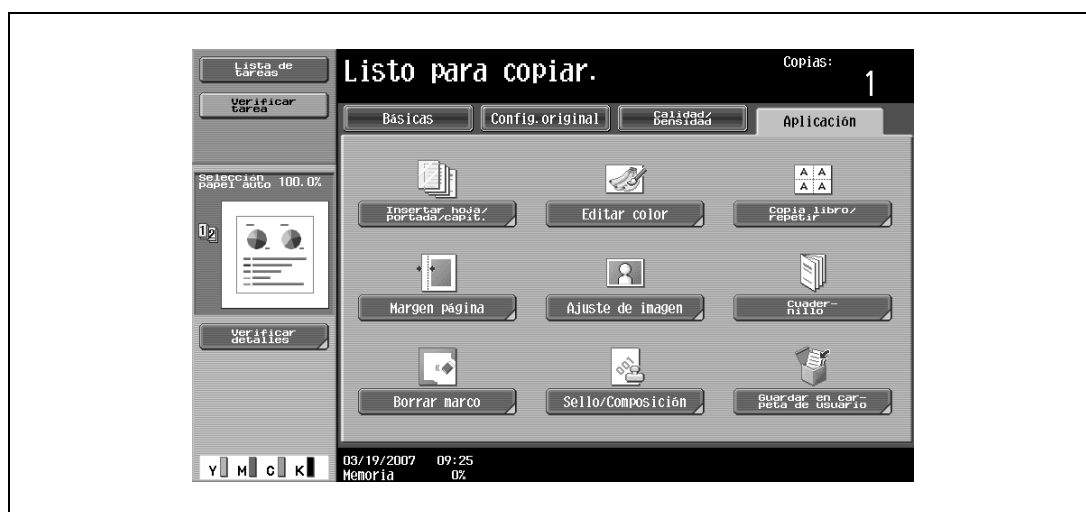 Lista de
tareas
Verificar
tarea
Listo para copiar.
Copias:
1
Básicas
Config.original
Calidad/
Densidad
Aplicación
Selección
papel auto 100.0%
12
Insertar hoja/
portada/capít.
Editar color
A A
A A
Copia libro/
repetir
Margen página
Ajuste de imagen
Cuader-
nillo
Verificar
detalles
001
Borrar marco
Sello/Composición
Guardar en car-
peta de usuario
Y M C K
03/19/2007 09:25
Memoria 0%